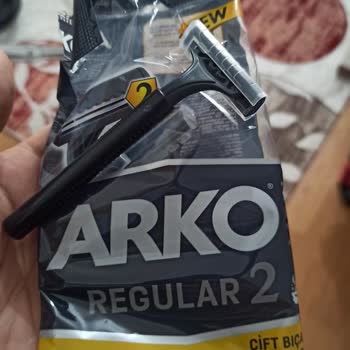 NEW
2
ARKO®
REGULAR 2
ÇİFT BIÇA